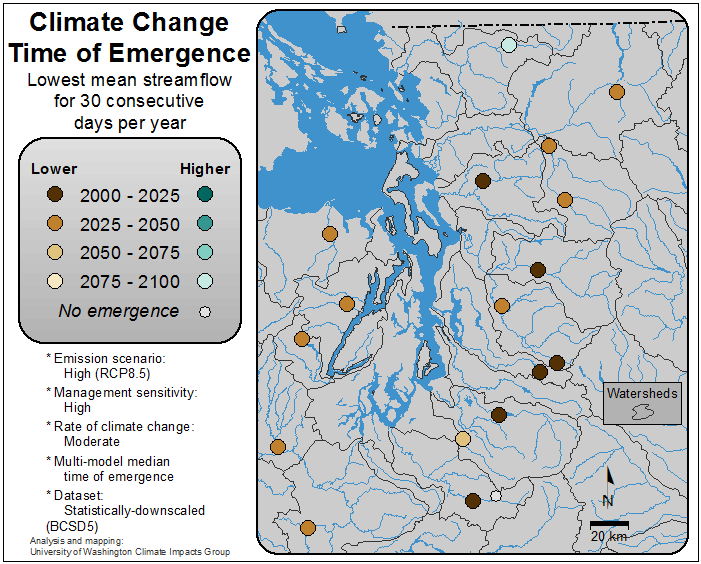 Climate Change
Time of Emergence
Lowest mean streamflow
for 30 consecutive
days per year
Lower Higher
2000 - 2025
2025 - 2050
2050 - 2075
2075 - 2100
No emergence
* Emission scenario:
High (RCP8.5)
* Management sensitivity:
High
* Rate of climate change:
Moderate
* Multi-model median
time of emergence
* Dataset:
Statistically-downscaled
(BCSD5)
Analysis and mapping:
University of Washington Climate Impacts Group
Watersheds
N
20 km